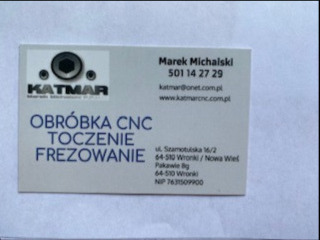 KATMAR
Marek Michalski
501 14 27 29
katmar@onet.com.pl
www.katmarcnc.com.pl
OBRÓBKA CNC
TOCZENIE
FREZOWANIE
ul. Szamotulska 16/2
64-510 Wronki / Nowa Wieś
Pakawie 8g
64-510 Wronki
NIP 7631509900